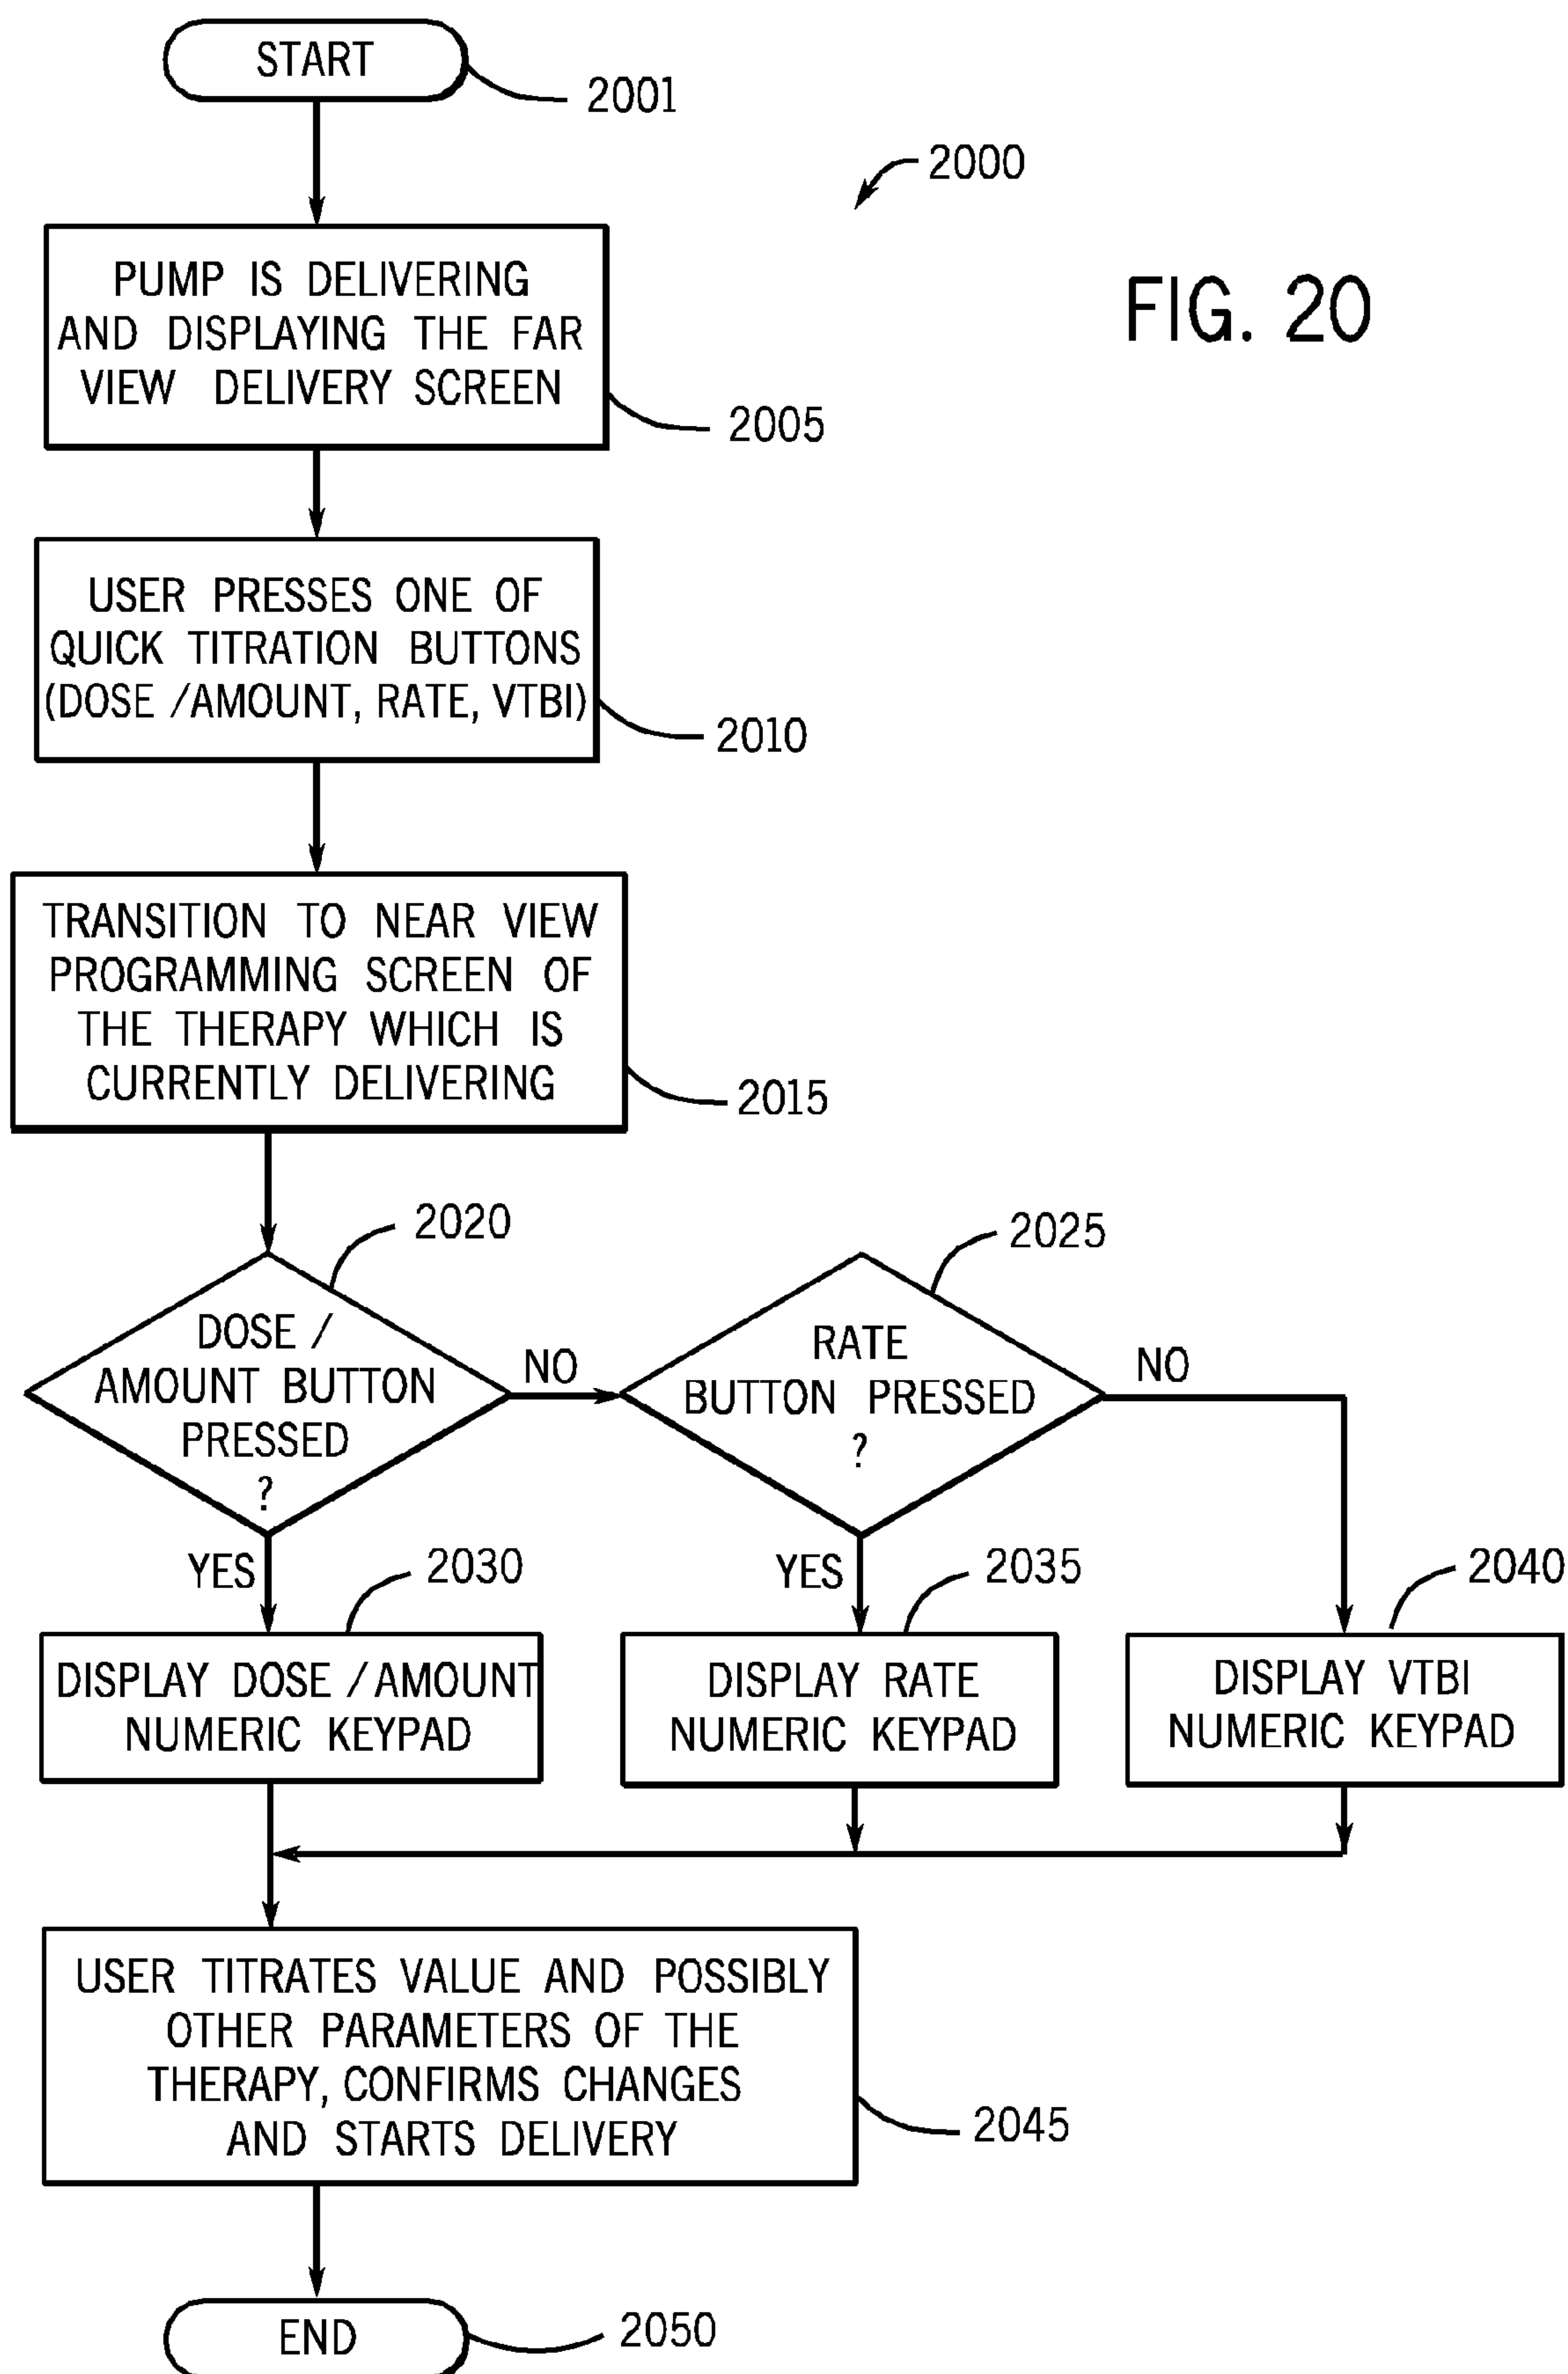 START
2001
2000
FIG. 20
PUMP IS DELIVERING
AND DISPLAYING THE FAR
VIEW DELIVERY SCREEN
2005
USER PRESSES ONE OF
QUICK TITRATION BUTTONS
(DOSE /AMOUNT, RATE, VTBI)
2010
TRANSITION TO NEAR VIEW
PROGRAMMING SCREEN OF
THE THERAPY WHICH IS
CURRENTLY DELIVERING
2015
2020
DOSE /
AMOUNT BUTTON
PRESSED
?
NO
2025
RATE
BUTTON PRESSED
?
NO
YES
2030
YES
2035
2040
DISPLAY DOSE /AMOUNT
NUMERIC KEYPAD
DISPLAY RATE
NUMERIC KEYPAD
DISPLAY VTBI
NUMERIC KEYPAD
USER TITRATES VALUE AND POSSIBLY
OTHER PARAMETERS OF THE
THERAPY, CONFIRMS CHANGES
AND STARTS DELIVERY
2045
END
2050